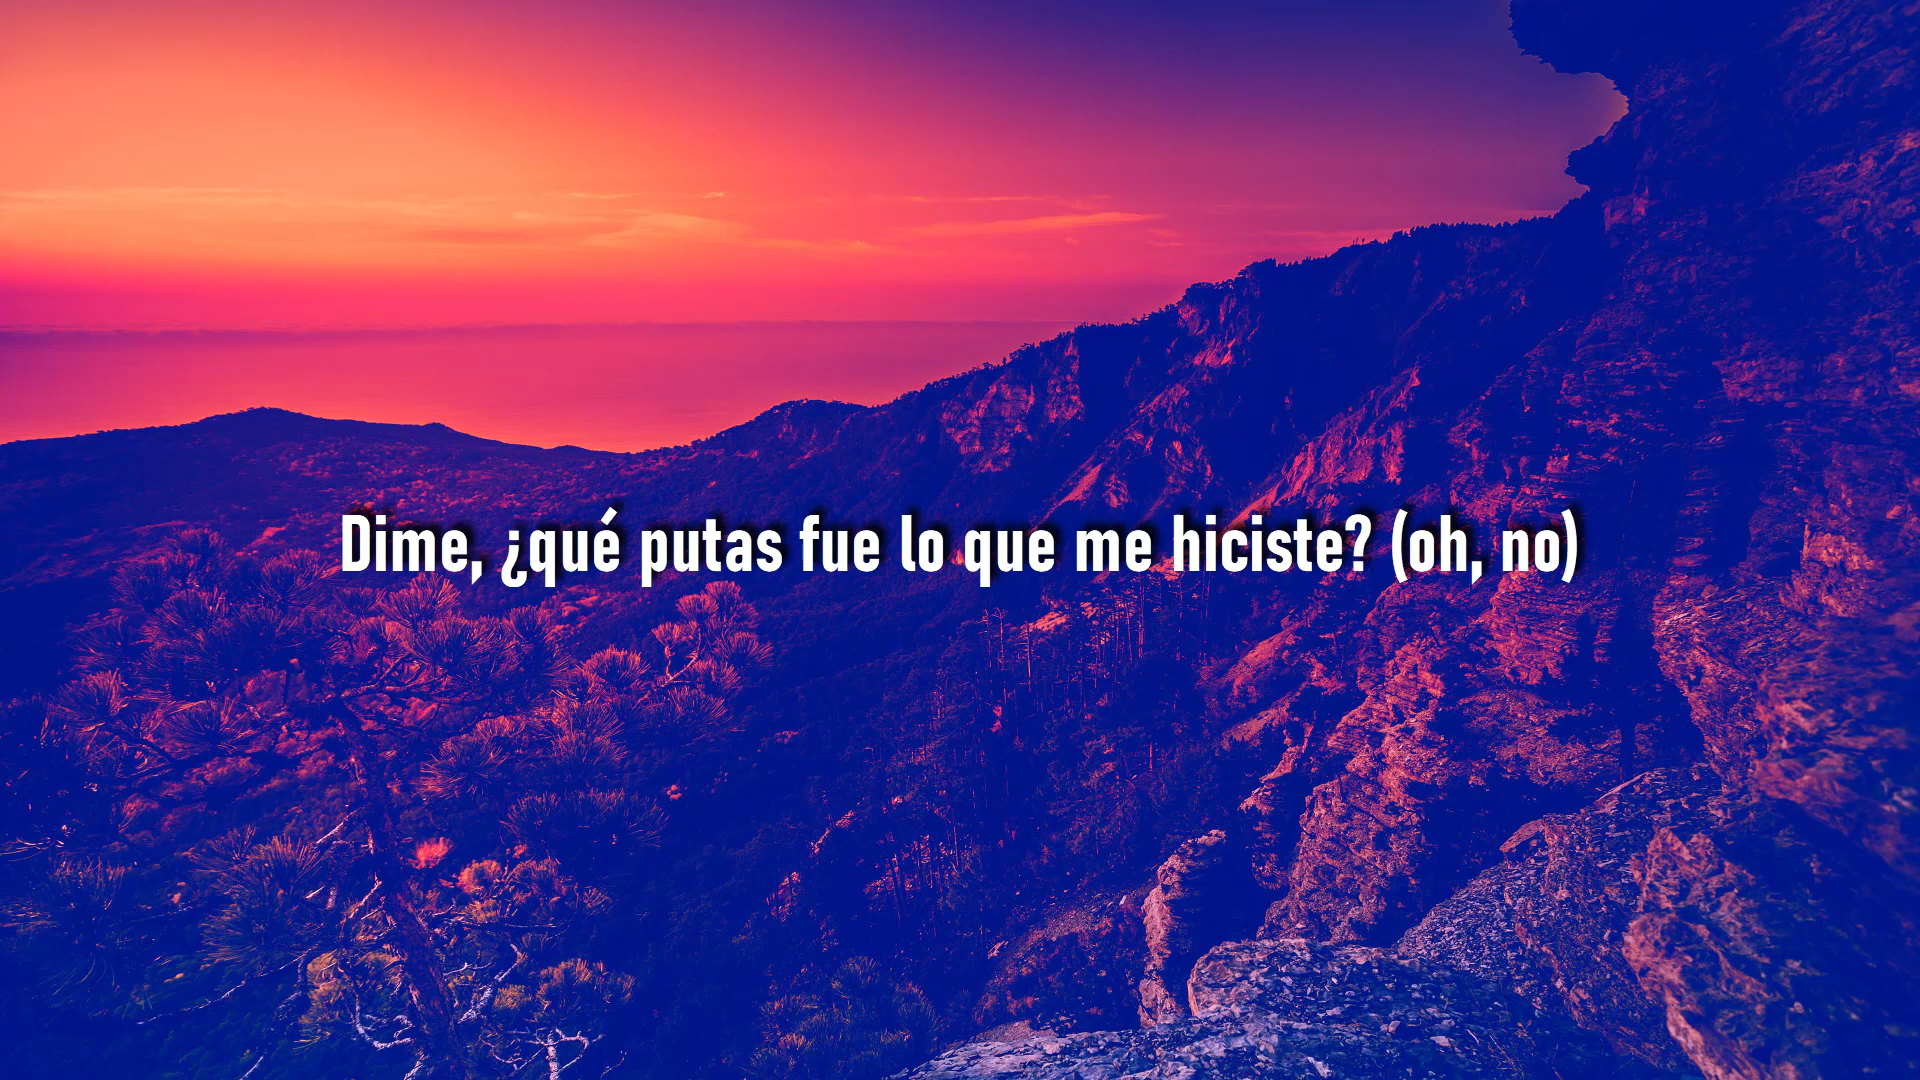 Dime, ¿qué putas fue lo que me hiciste? (oh, no)